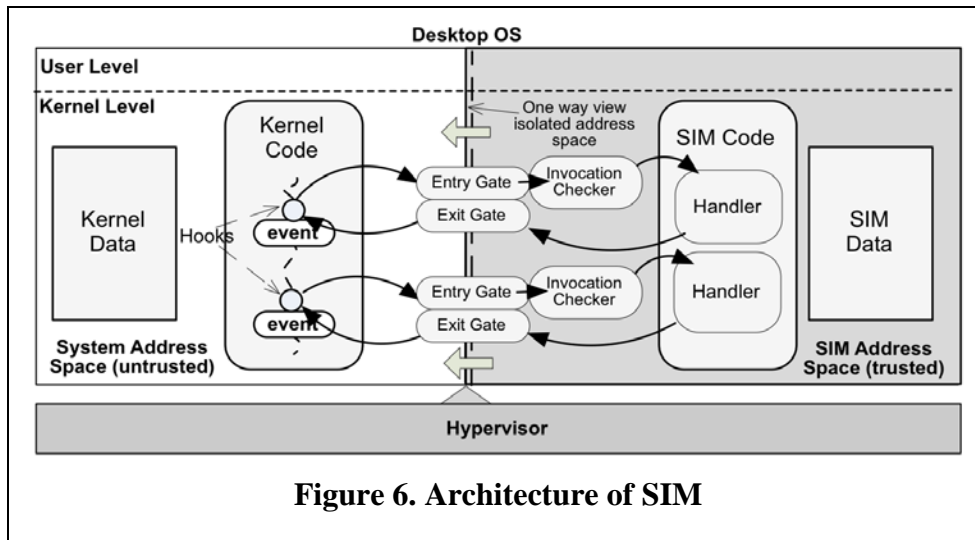 Desktop OS
User Level
Kernel Level
Kernel
Code
One way view
isolated address
space
SIM Code
Kernel
Data
Hooks
event
event
Entry Gate
Exit Gate
Invocation
Checker
Handler
Entry Gate
Exit Gate
Invocation
Checker
Handler
SIM
Data
System Address
Space (untrusted)
SIM Address
Space (trusted)
Hypervisor
Figure 6. Architecture of SIM